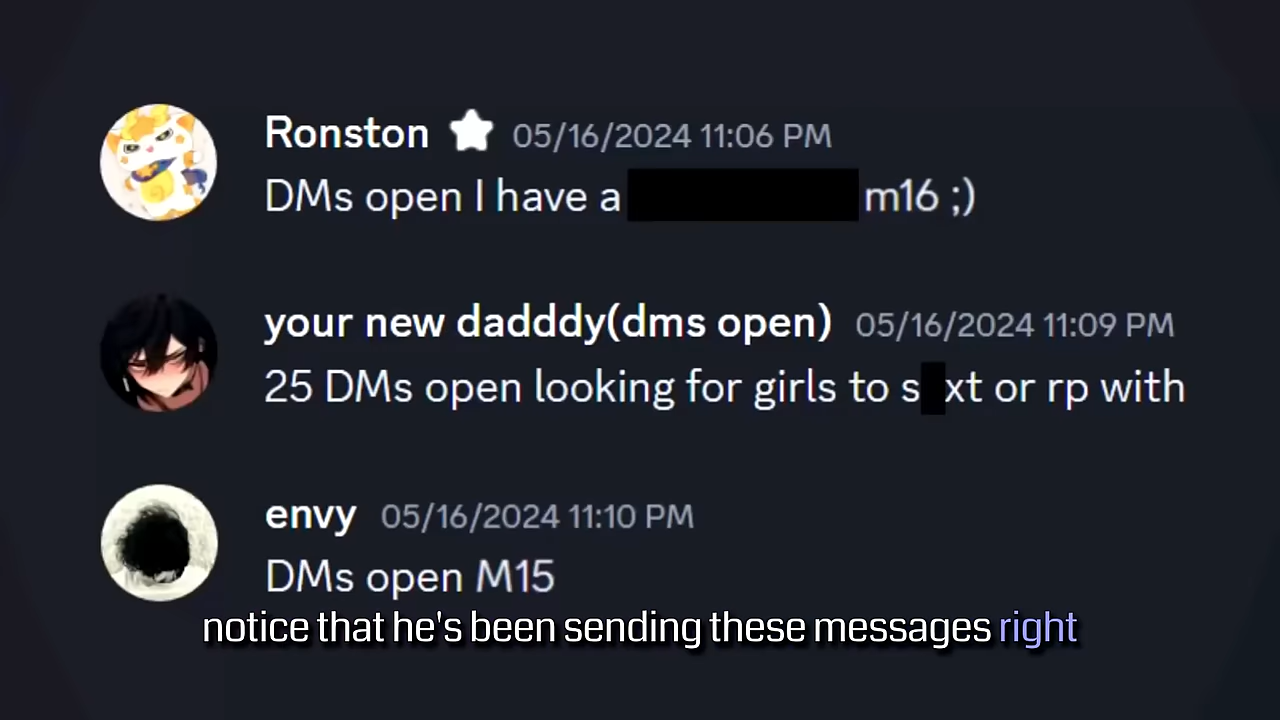 Ronston 05/16/2024 11:06 PM
DMs open I have a m16 ;)
your new dadddy(dms open) 05/16/2024 11:09 PM
25 DMs open looking for girls to s xt or rp with
envy 05/16/2024 11:10 PM
DMs open M15
notice that he's been sending these messages right